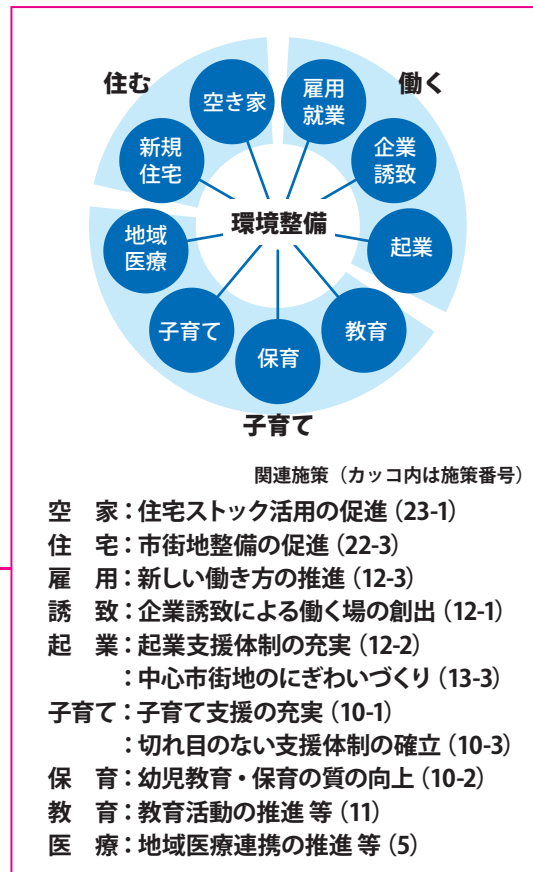 住む
働く
空き家
雇用
就業
新規
住宅
企業
誘致
環境整備
地域
医療
起業
子育て
保育
教育
子育て
関連施策（カッコ内は施策番号）
空　家：住宅ストック活用の促進（23-1）
住　宅：市街地整備の促進（22-3）
雇　用：新しい働き方の推進（12-3）
誘　致：企業誘致による働く場の創出（12-1）
起　業：起業支援体制の充実（12-2）
：中心市街地のにぎわいづくり（13-3）
子育て：子育て支援の充実（10-1）
：切れ目のない支援体制の確立（10-3）
保　育：幼児教育・保育の質の向上（10-2）
教　育：教育活動の推進 等（11）
医　療：地域医療連携の推進 等（5）